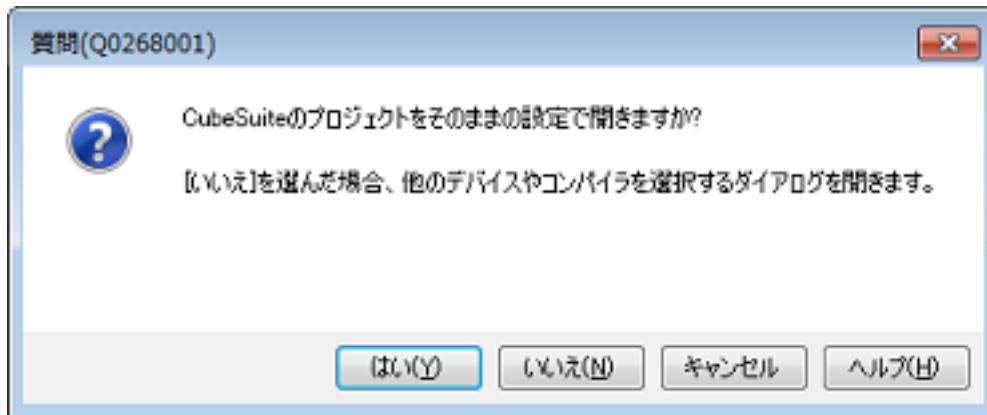 質問(Q0268001)
CubeSuiteのプロジェクトをそのままの設定で開きますか?
[いいえ]を選んだ場合、他のデバイスやコンパイラを選択するダイアログを開きます。
はい(Y)
いいえ(N)
キャンセル
ヘルプ(H)